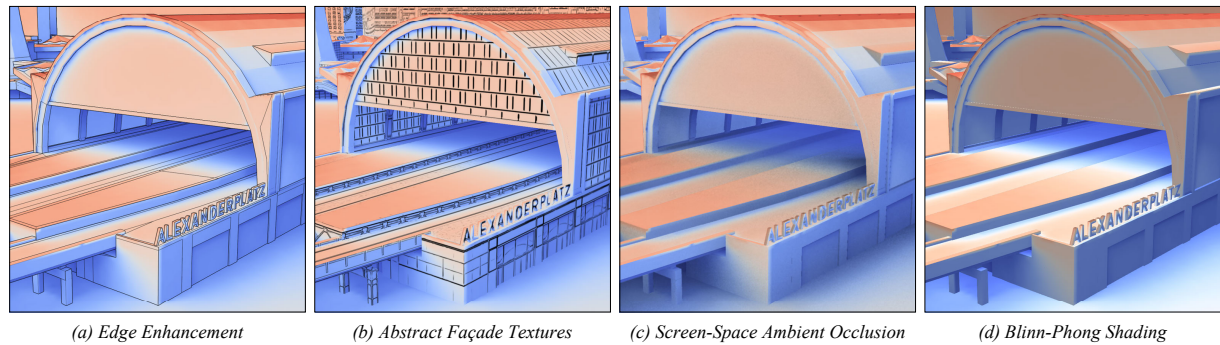 ALEXANDERPLATZ
ALEXANDERPLATZ
ALEXANDERPLATZ
ALEXANDERPLATZ
(a) Edge Enhancement
(b) Abstract Façade Textures
(c) Screen-Space Ambient Occlusion
(d) Blinn-Phong Shading